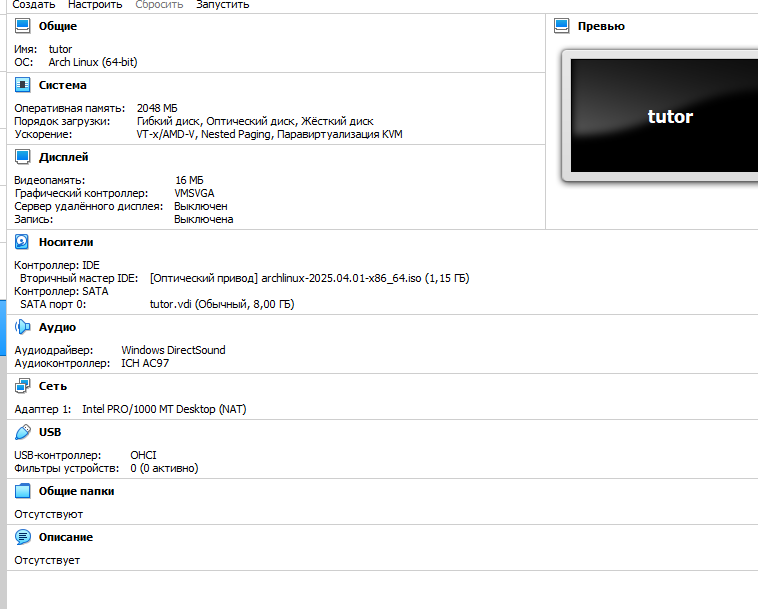 Создать Настроить Сбросить Запустить
Общие
Имя: tutor
ОС: Arch Linux (64-bit)
Превью
tutor
Система
Оперативная память: 2048 МБ
Порядок загрузки: Гибкий диск, Оптический диск, Жёсткий диск
Ускорение: VT-x/AMD-V, Nested Paging, Паравиртуализация KVM
Дисплей
Видеопамять: 16 МБ
Графический контроллер: VMSVGA
Сервер удалённого дисплея: Выключен
Запись: Выключена
Носители
Контроллер: IDE
Вторичный мастер IDE: [Оптический привод] archlinux-2025.04.01-x86_64.iso (1,15 ГБ)
Контроллер: SATA
SATA порт 0: tutor.vdi (Обычный, 8,00 ГБ)
Аудио
Аудиодрайвер: Windows DirectSound
Аудиоконтроллер: ICH AC97
Сеть
Адаптер 1: Intel PRO/1000 MT Desktop (NAT)
USB
USB-контроллер: OHCI
Фильтры устройств: 0 (0 активно)
Общие папки
Отсутствуют
Описание
Отсутствует